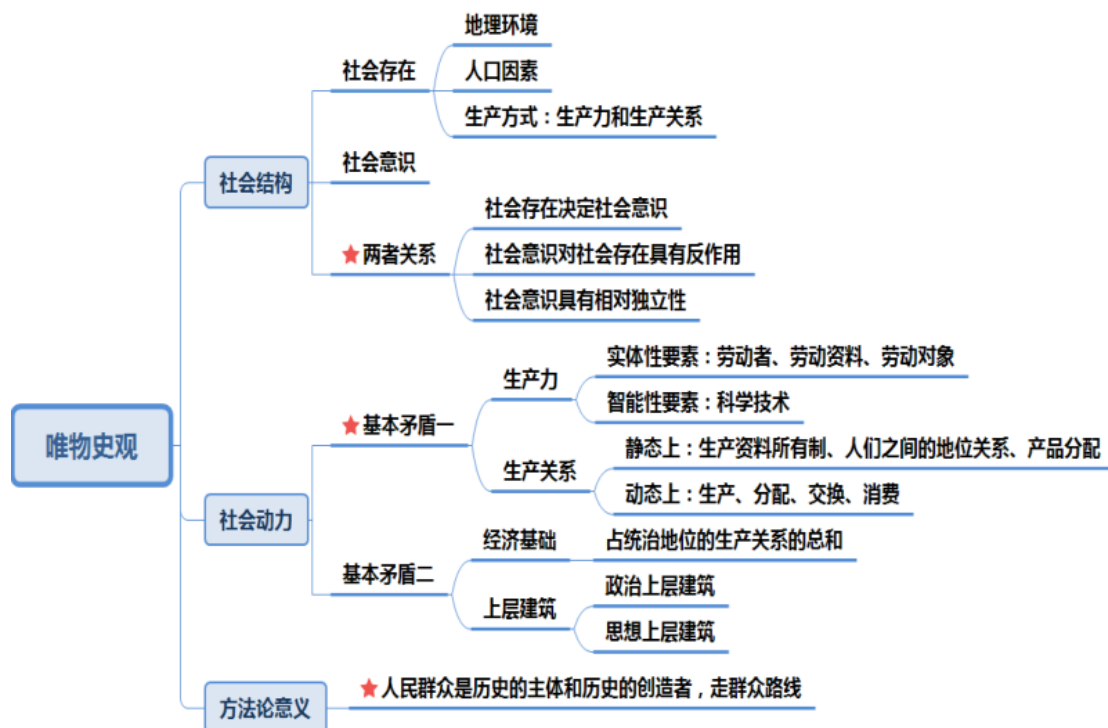 唯物史观
社会结构
社会存在
地理环境
人口因素
生产方式：生产力和生产关系
社会意识
★两者关系
社会存在决定社会意识
社会意识对社会存在具有反作用
社会意识具有相对独立性
社会动力
★基本矛盾一
生产力
实体性要素：劳动者、劳动资料、劳动对象
智能性要素：科学技术
生产关系
静态上：生产资料所有制、人们之间的地位关系、产品分配
动态上：生产、分配、交换、消费
基本矛盾二
经济基础
占统治地位的生产关系的总和
上层建筑
政治上层建筑
思想上层建筑
方法论意义
★人民群众是历史的主体和历史的创造者，走群众路线